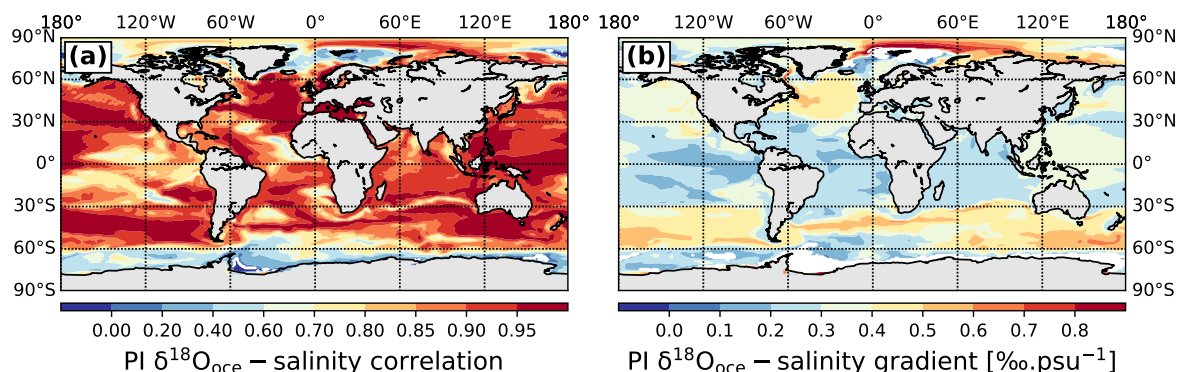 180° 120°W 60°W 0° 60°E 120°E 180° 180° 120°W 60°W 0° 60°E 120°E 180°
(a) (b)
90°N 90°N
60°N 60°N
30°N 30°N
0° 0°
30°S 30°S
60°S 60°S
90°S 90°S
0.00 0.20 0.40 0.60 0.70 0.80 0.85 0.90 0.95 0.0 0.1 0.2 0.3 0.4 0.5 0.6 0.7 0.8
PI δ¹⁸Oₒcₑ − salinity correlation PI δ¹⁸Oₒcₑ − salinity gradient [‰.psu⁻¹]